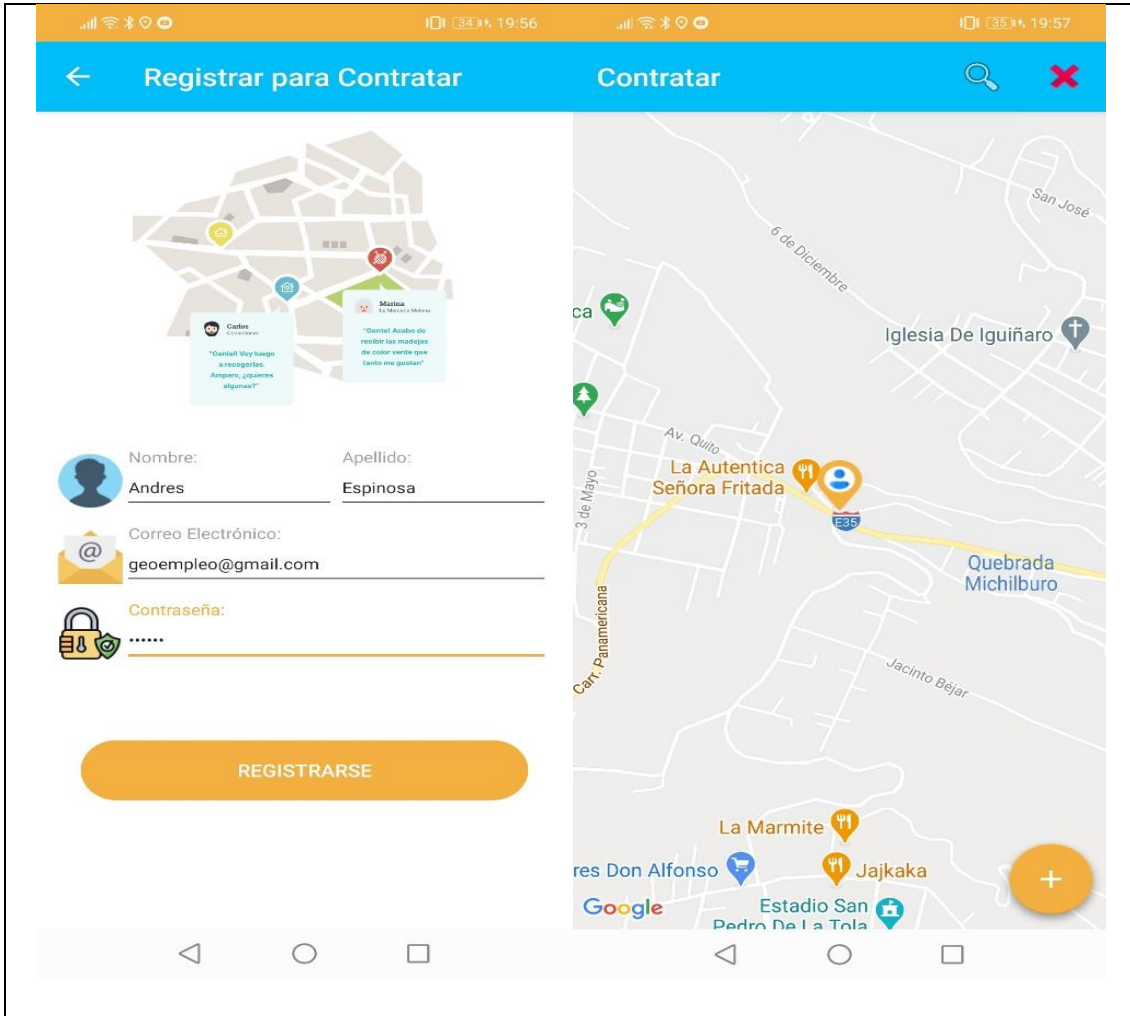 34 19:56
Registrar para Contratar
Carlos
"Genial! Voy luego
a recogerlas.
Amparo, ¿quieres
algunas?"
Marina
"Gente! Acabo de
recibir las madejas
de color verde que
tanto me gustan"
Nombre:
Apellido:
Andres
Espinosa
Correo Electrónico:
@
geoempleo@gmail.com
Contraseña:
••••••
REGISTRARSE
35 19:57
Contratar
San José
6 de Diciembre
ca
Iglesia De Iguiñaro
Av. Quito
La Autentica
Señora Fritada
3 de Mayo
E35
Quebrada
Michilburo
Carr. Panamericana
Jacinto Béjar
La Marmite
res Don Alfonso
Jajkaka
+
Google
Estadio San
Pedro De La Tola